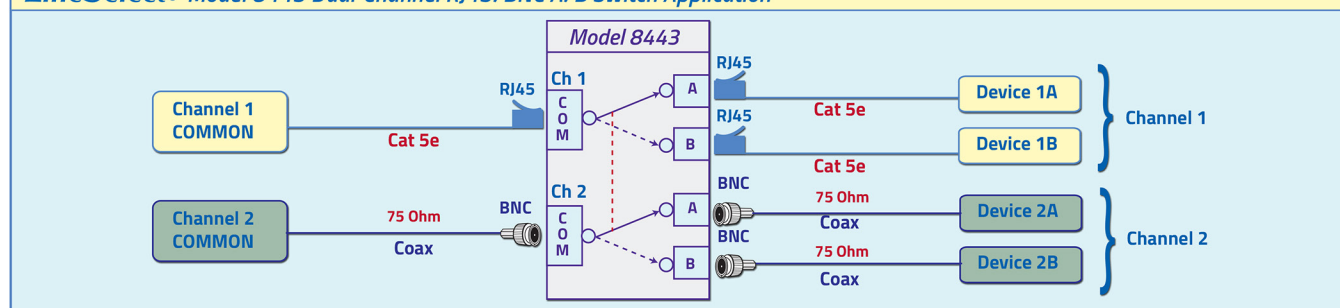 Model 8443
Ch 1
RJ45
Channel 1
COMMON
Cat 5e
C
O
M
A
B
RJ45
Cat 5e
Device 1A
RJ45
Cat 5e
Device 1B
Channel 1
Ch 2
BNC
Channel 2
COMMON
75 Ohm
Coax
C
O
M
A
B
BNC
75 Ohm
Coax
Device 2A
BNC
75 Ohm
Coax
Device 2B
Channel 2